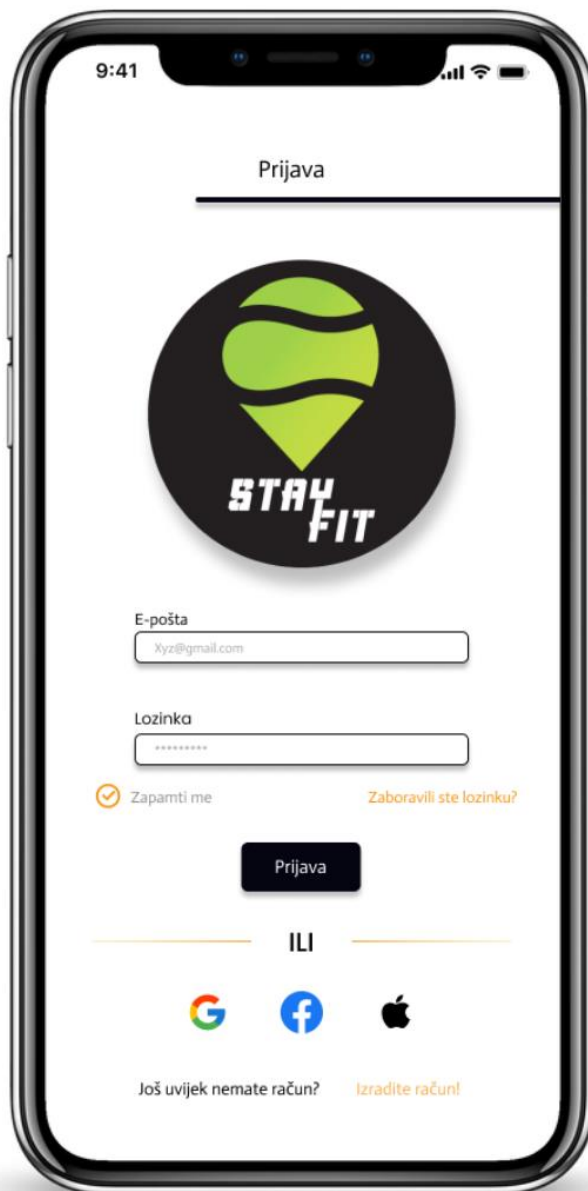 9:41
Prijava
STAY
FIT
E-pošta
Xyz@gmail.com
Lozinka
*********
Zapamti me Zaboravili ste lozinku?
Prijava
ILI
Još uvijek nemate račun? Izradite račun!